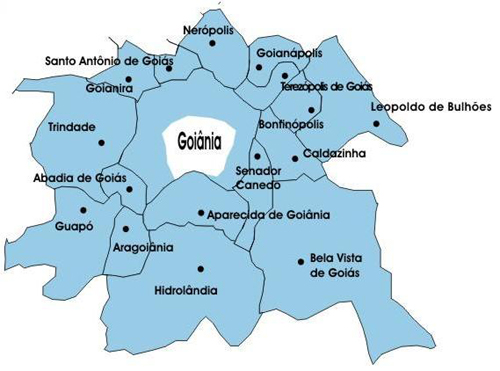 Nerópolis
Goianápolis
Santo Antônio de Goiás
Goianira
Terezópolis de Goiás
Leopoldo de Bulhões
Trindade
Goiânia
Bonfinópolis
Caldazinha
Abadia de Goiás
Senador
Canedo
Guapó
Aparecida de Goiânia
Aragoiânia
Bela Vista
de Goiás
Hidrolândia